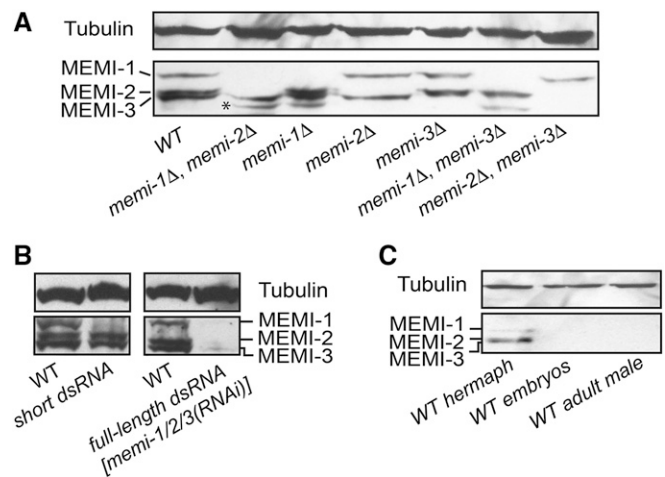 A
Tubulin
MEMI-1
MEMI-2
MEMI-3
*
WT
memi-1Δ, memi-2Δ
memi-1Δ
memi-2Δ
memi-3Δ
memi-1Δ, memi-3Δ
memi-2Δ, memi-3Δ
B
Tubulin
MEMI-1
MEMI-2
MEMI-3
WT
short dsRNA
WT
full-length dsRNA
[memi-1/2/3(RNAi)]
C
Tubulin
MEMI-1
MEMI-2
MEMI-3
WT hermaph
WT embryos
WT adult male